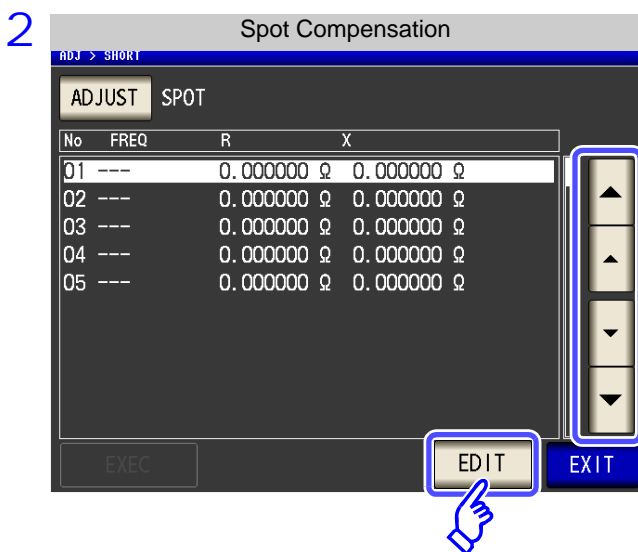 2
Spot Compensation
ADJ > SHORT
ADJUST SPOT
No FREQ R X
01 --- 0.000000 Ω 0.000000 Ω
02 --- 0.000000 Ω 0.000000 Ω
03 --- 0.000000 Ω 0.000000 Ω
04 --- 0.000000 Ω 0.000000 Ω
05 --- 0.000000 Ω 0.000000 Ω
EXEC EDIT EXIT